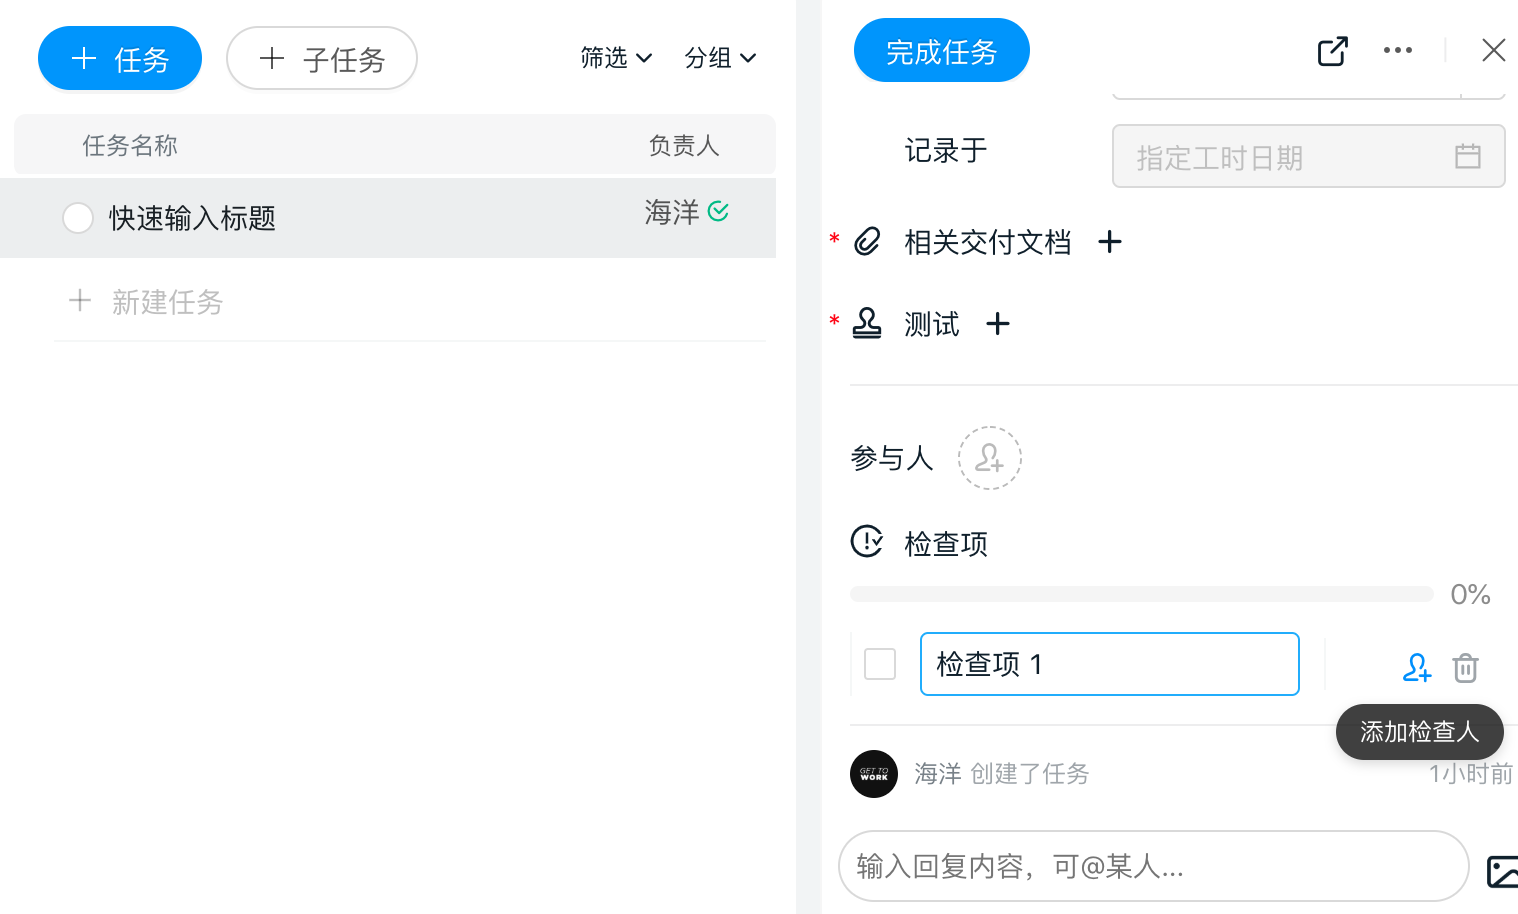 任务
子任务
筛选
分组
任务名称
负责人
快速输入标题
海洋
新建任务
完成任务
记录于
指定工时日期
* 相关交付文档
* 测试
参与人
检查项
0%
检查项 1
添加检查人
GET TO
WORK
海洋 创建了任务
1小时前
输入回复内容，可@某人...